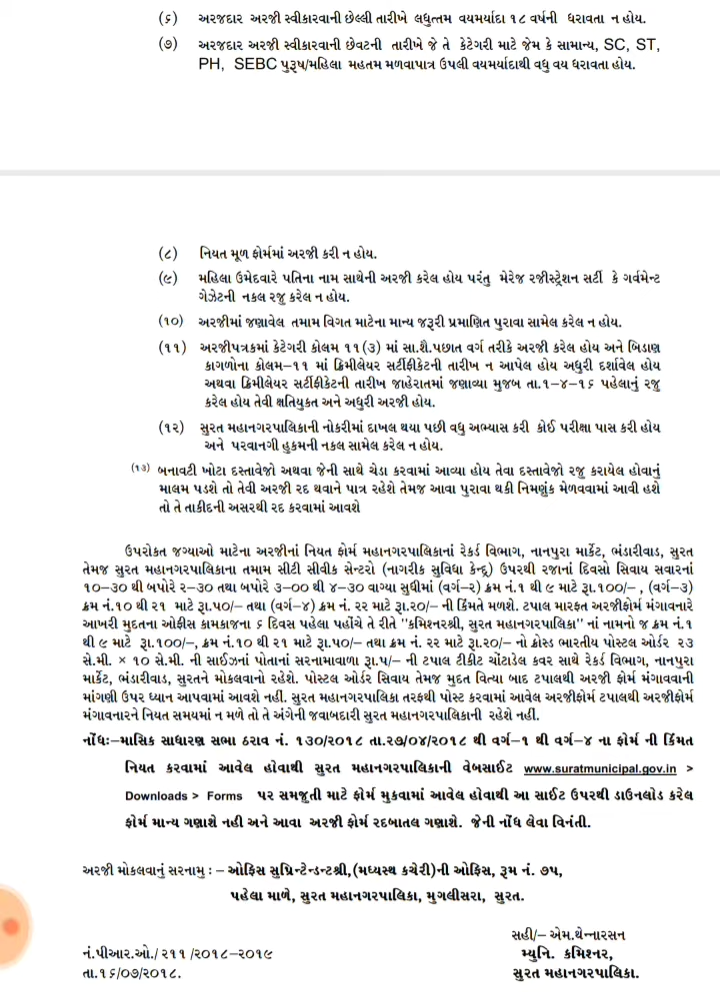 (૬) અરજદાર અરજી સ્વીકારવાની છેલ્લી તારીખે લઘુત્તમ વયમર્યાદા ૧૮ વર્ષની ધરાવતા ન હોય.
(૭) અરજદાર અરજી સ્વીકારવાની છેવટની તારીખે જે તે કેટેગરી માટે જેમ કે સામાન્ય, SC, ST,
PH, SEBC પુરૂષ/મહિલા મહતમ મળવાપાત્ર ઉપલી વયમર્યાદાથી વધુ વય ધરાવતા હોય.
(૮) નિયત મૂળ ફોર્મમાં અરજી કરી ન હોય.
(૯) મહિલા ઉમેદવારે પતિના નામ સાથેની અરજી કરેલ હોય પરંતુ મેરેજ રજીસ્ટ્રેશન સર્ટી કે ગર્વમેન્ટ
ગેઝેટની નકલ રજુ કરેલ ન હોય.
(૧૦) અરજીમાં જણાવેલ તમામ વિગત માટેના માન્ય જરૂરી પ્રમાણિત પુરાવા સામેલ કરેલ ન હોય.
(૧૧) અરજીપત્રકમાં કેટેગરી કોલમ ૧૧(૩) માં સા.શૈ.પછાત વર્ગ તરીકે અરજી કરેલ હોય અને બિડાણ
કાગળોના કોલમ–૧૧ માં ક્રિમીલેયર સર્ટીફીકેટની તારીખ ન આપેલ હોય અધુરી દર્શાવેલ હોય
અથવા ક્રિમીલેયર સર્ટીફીકેટની તારીખ જાહેરાતમાં જણાવ્યા મુજબ તા.૧–૪–૧૬ પહેલાનું રજુ
કરેલ હોય તેવી ક્ષતિયુકત અને અધુરી અરજી હોય.
(૧૨) સુરત મહાનગરપાલિકાની નોકરીમાં દાખલ થયા પછી વધુ અભ્યાસ કરી કોઈ પરીક્ષા પાસ કરી હોય
અને પરવાનગી હુકમની નકલ સામેલ કરેલ ન હોય.
(૧૩) બનાવટી ખોટા દસ્તાવેજો અથવા જેની સાથે ચેડા કરવામાં આવ્યા હોય તેવા દસ્તાવેજો રજુ કરાયેલ હોવાનું
માલમ પડશે તો તેવી અરજી રદ થવાને પાત્ર રહેશે તેમજ આવા પુરાવા થકી નિમણુંક મેળવવામાં આવી હશે
તો તે તાકીદની અસરથી રદ કરવામાં આવશે
ઉપરોકત જગ્યાઓ માટેના અરજીનાં નિયત ફોર્મ મહાનગરપાલિકાનાં રેકર્ડ વિભાગ, નાનપુરા માર્કેટ, ભંડારીવાડ, સુરત
તેમજ સુરત મહાનગરપાલિકાના તમામ સીટી સીવીક સેન્ટરો (નાગરીક સુવિધા કેન્દ્ર) ઉપરથી રજાનાં દિવસો સિવાય સવારનાં
૧૦–૩૦ થી બપોરે ૨–૩૦ તથા બપોરે ૩–૦૦ થી ૪–૩૦ વાગ્યા સુધીમાં (વર્ગ–૨) ક્રમ નં.૧ થી ૯ માટે રૂા.૧૦૦/– , (વર્ગ–૩)
ક્રમ નં.૧૦ થી ૨૧ માટે રૂા.૫૦/– તથા (વર્ગ–૪) ક્રમ નં. ૨૨ માટે રૂા.૨૦/– ની કિંમતે મળશે. ટપાલ મારફત અરજીફોર્મ મંગાવનારે
આખરી મુદતના ઓફીસ કામકાજના ૬ દિવસ પહેલા પહોંચે તે રીતે "કમિશ્નરશ્રી, સુરત મહાનગરપાલિકા" નાં નામનો જ ક્રમ નં.૧
થી ૯ માટે રૂા.૧૦૦/–, ક્રમ નં.૧૦ થી ૨૧ માટે રૂા.૫૦/– તથા ક્રમ નં. ૨૨ માટે રૂા.૨૦/– નો ક્રોસ્ડ ભારતીય પોસ્ટલ ઓર્ડર ૨૩
સે.મી. × ૧૦ સે.મી. ની સાઈઝનાં પોતાનાં સરનામાવાળા રૂા.૫/– ની ટપાલ ટીકીટ ચોંટાડેલ કવર સાથે રેકર્ડ વિભાગ, નાનપુરા
માર્કેટ, ભંડારીવાડ, સુરતને મોકલવાનો રહેશે. પોસ્ટલ ઓર્ડર સિવાય તેમજ મુદત વિત્યા બાદ ટપાલથી અરજી ફોર્મ મંગાવવાની
માંગણી ઉપર ધ્યાન આપવામાં આવશે નહીં. સુરત મહાનગરપાલિકા તરફથી પોસ્ટ કરવામાં આવેલ અરજીફોર્મ ટપાલથી અરજીફોર્મ
મંગાવનારને નિયત સમયમાં ન મળે તો તે અંગેની જવાબદારી સુરત મહાનગરપાલિકાની રહેશે નહીં.
નોંધઃ–માસિક સાધારણ સભા ઠરાવ નં. ૧૩૦/૨૦૧૮ તા.૨૭/૦૪/૨૦૧૮ થી વર્ગ–૧ થી વર્ગ–૪ ના ફોર્મ ની કિંમત
નિયત કરવામાં આવેલ હોવાથી સુરત મહાનગરપાલિકાની વેબસાઈટ www.suratmunicipal.gov.in >
Downloads > Forms પર સમજુતી માટે ફોર્મ મુકવામાં આવેલ હોવાથી આ સાઈટ ઉપરથી ડાઉનલોડ કરેલ
ફોર્મ માન્ય ગણાશે નહી અને આવા અરજી ફોર્મ રદબાતલ ગણાશે. જેની નોંધ લેવા વિનંતી.
અરજી મોકલવાનું સરનામુ : – ઓફિસ સુપ્રિન્ટેન્ડન્ટશ્રી,(મધ્યસ્થ કચેરી)ની ઓફિસ, રૂમ નં. ૭૫,
પહેલા માળે, સુરત મહાનગરપાલિકા, મુગલીસરા, સુરત.
સહી/– એમ.થેન્નારસન
નં.પી.આર.ઓ./ ૨૧૧ /૨૦૧૮–૨૦૧૯ મ્યુનિ. કમિશ્નર,
તા.૧૬/૦૭/૨૦૧૮. સુરત મહાનગરપાલિકા.